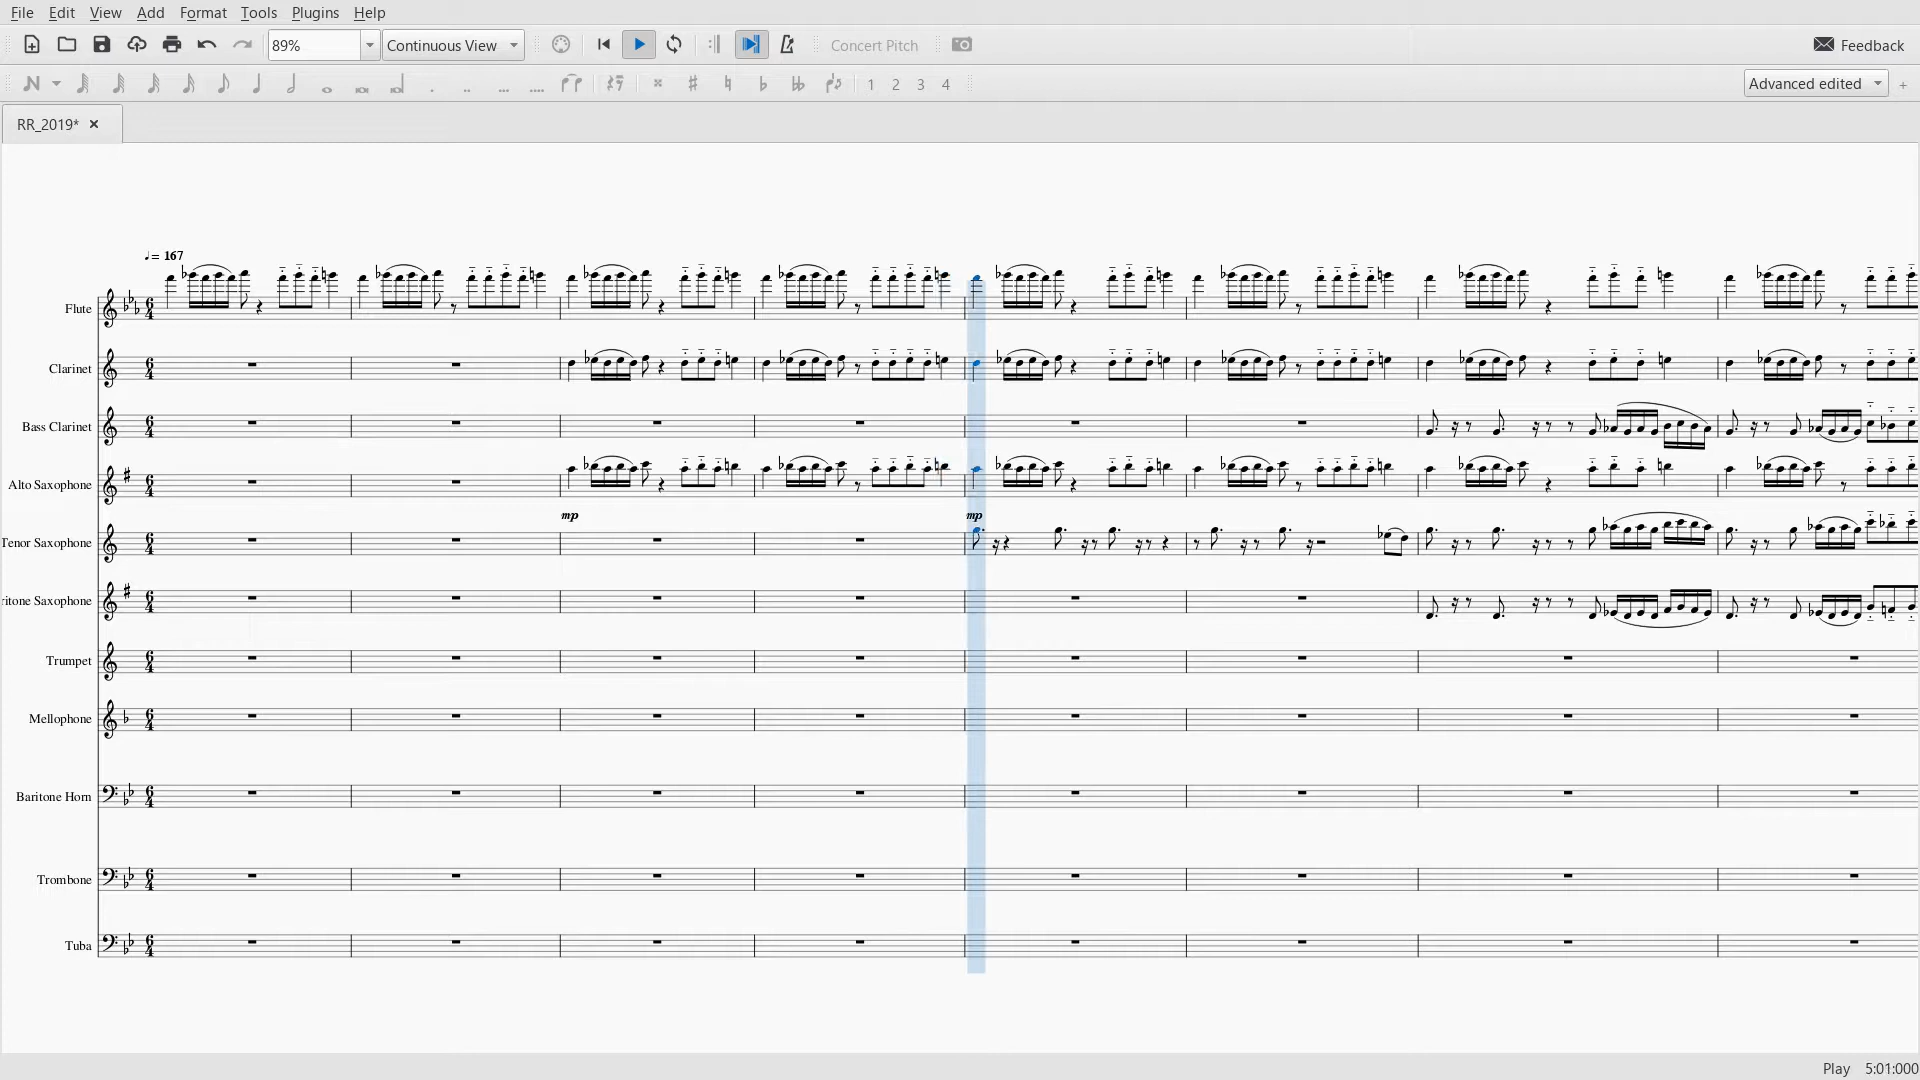 File Edit View Add Format Tools Plugins Help
89% Continuous View Concert Pitch Feedback
1 2 3 4 Advanced edited +
RR_2019*
♩= 167
Flute
Clarinet
Bass Clarinet
Alto Saxophone
mp mp
Tenor Saxophone
ritone Saxophone
Trumpet
Mellophone
Baritone Horn
Trombone
Tuba
Play 5:01:000